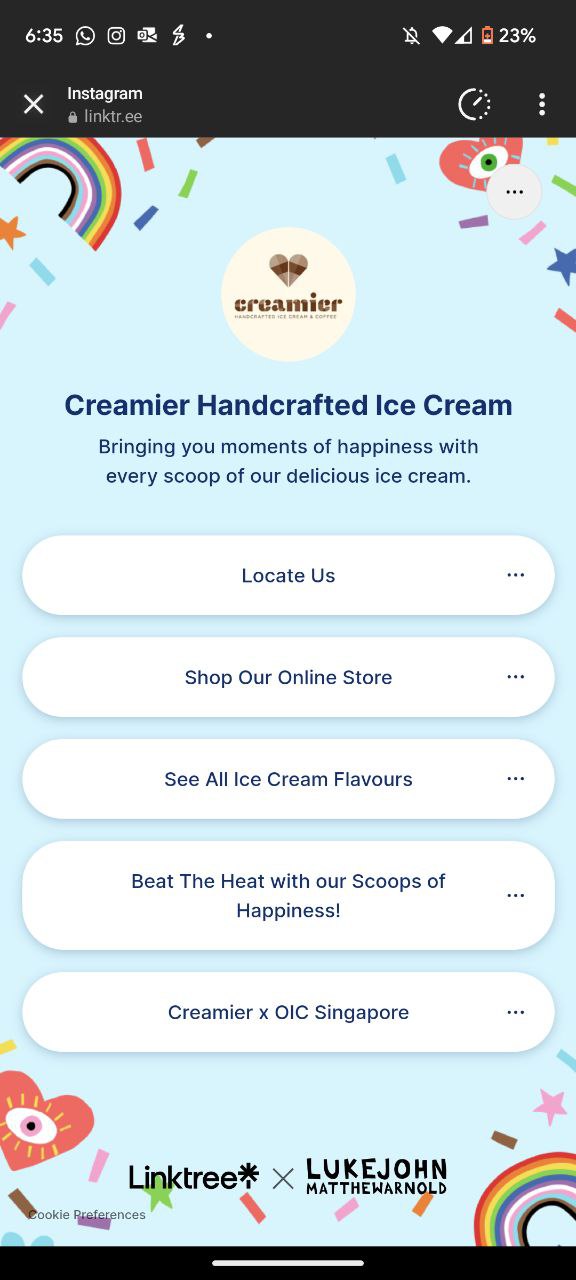 6:35
23%
Instagram
linktr.ee
creamier
HANDCRAFTED ICE CREAM & COFFEE
Creamier Handcrafted Ice Cream
Bringing you moments of happiness with
every scoop of our delicious ice cream.
Locate Us
Shop Our Online Store
See All Ice Cream Flavours
Beat The Heat with our Scoops of
Happiness!
Creamier x OIC Singapore
Linktree
LUKEJOHN
MATTHEWARNOLD
Cookie Preferences